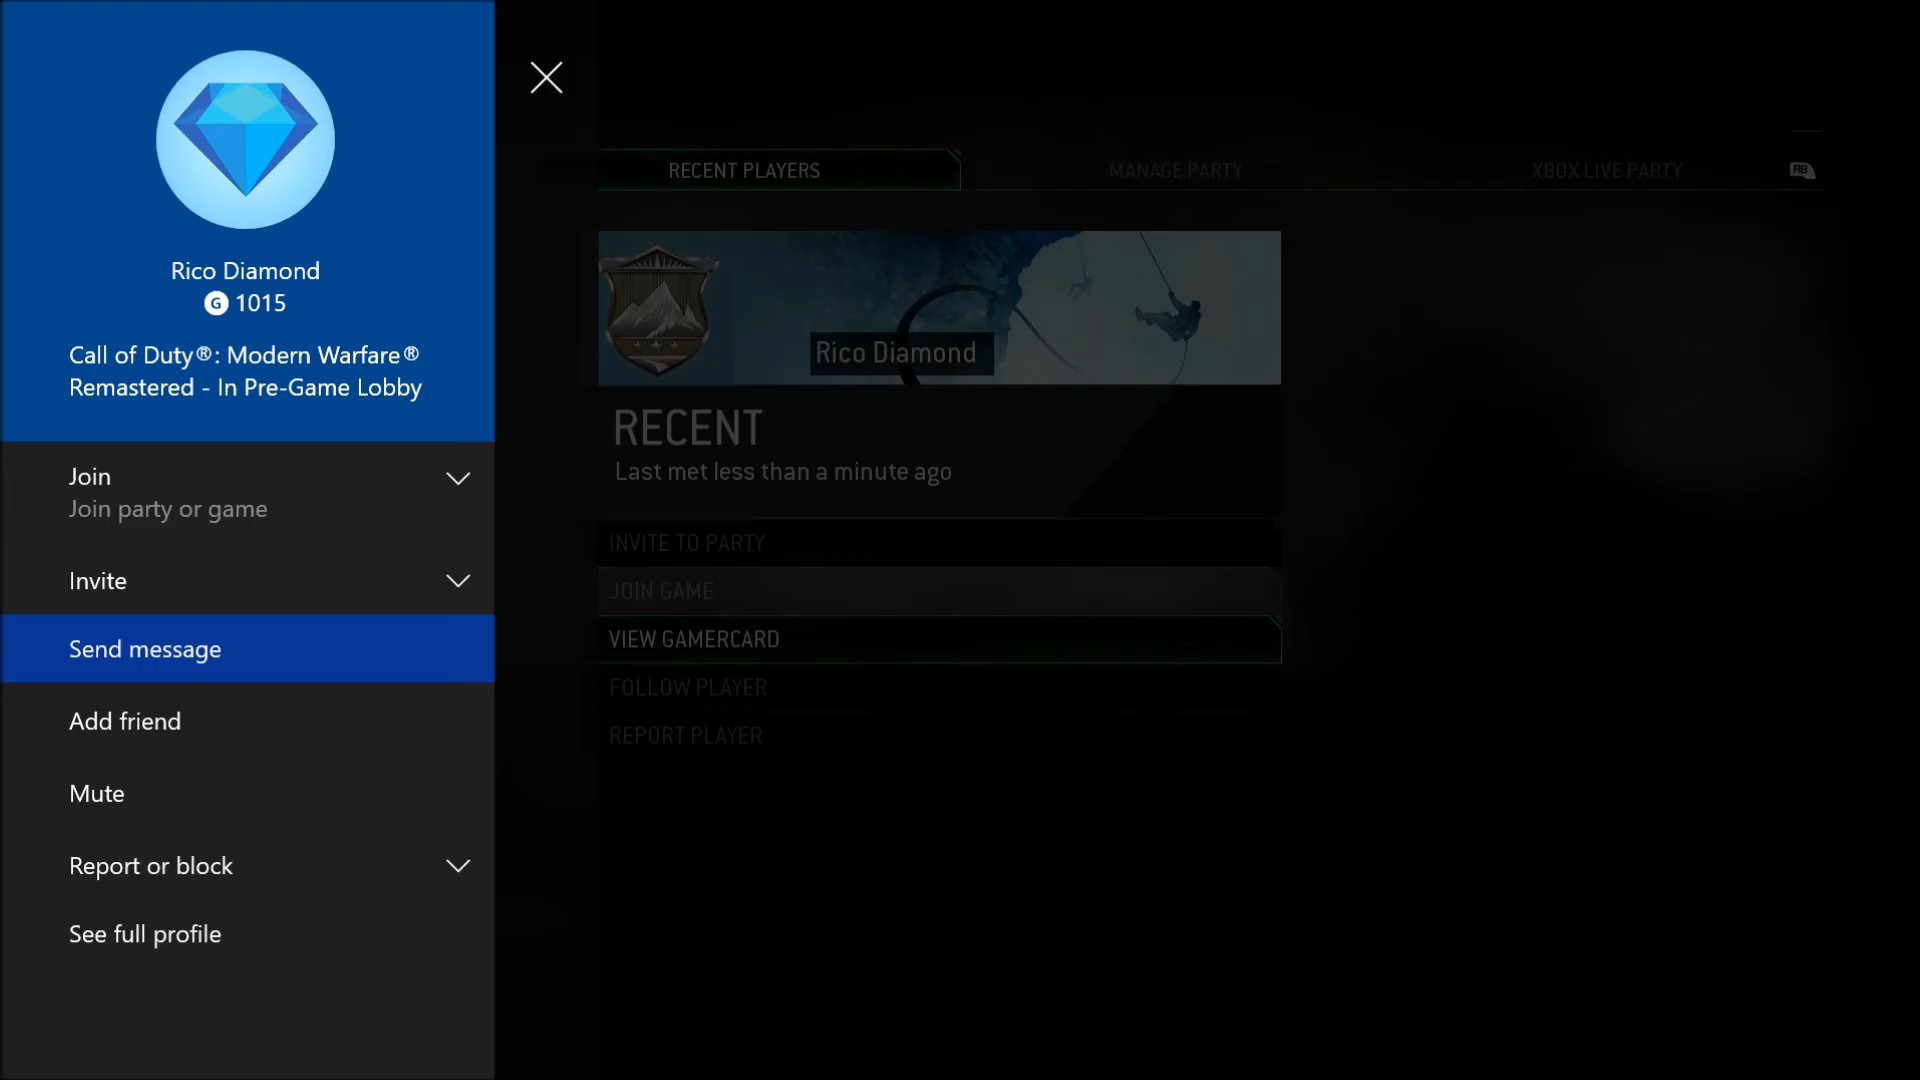 Rico Diamond
G 1015
Call of Duty®: Modern Warfare®
Remastered - In Pre-Game Lobby
Join
Join party or game
Invite
Send message
Add friend
Mute
Report or block
See full profile
RECENT PLAYERS
MANAGE PARTY
XBOX LIVE PARTY
RB
Rico Diamond
RECENT
Last met less than a minute ago
INVITE TO PARTY
JOIN GAME
VIEW GAMERCARD
FOLLOW PLAYER
REPORT PLAYER